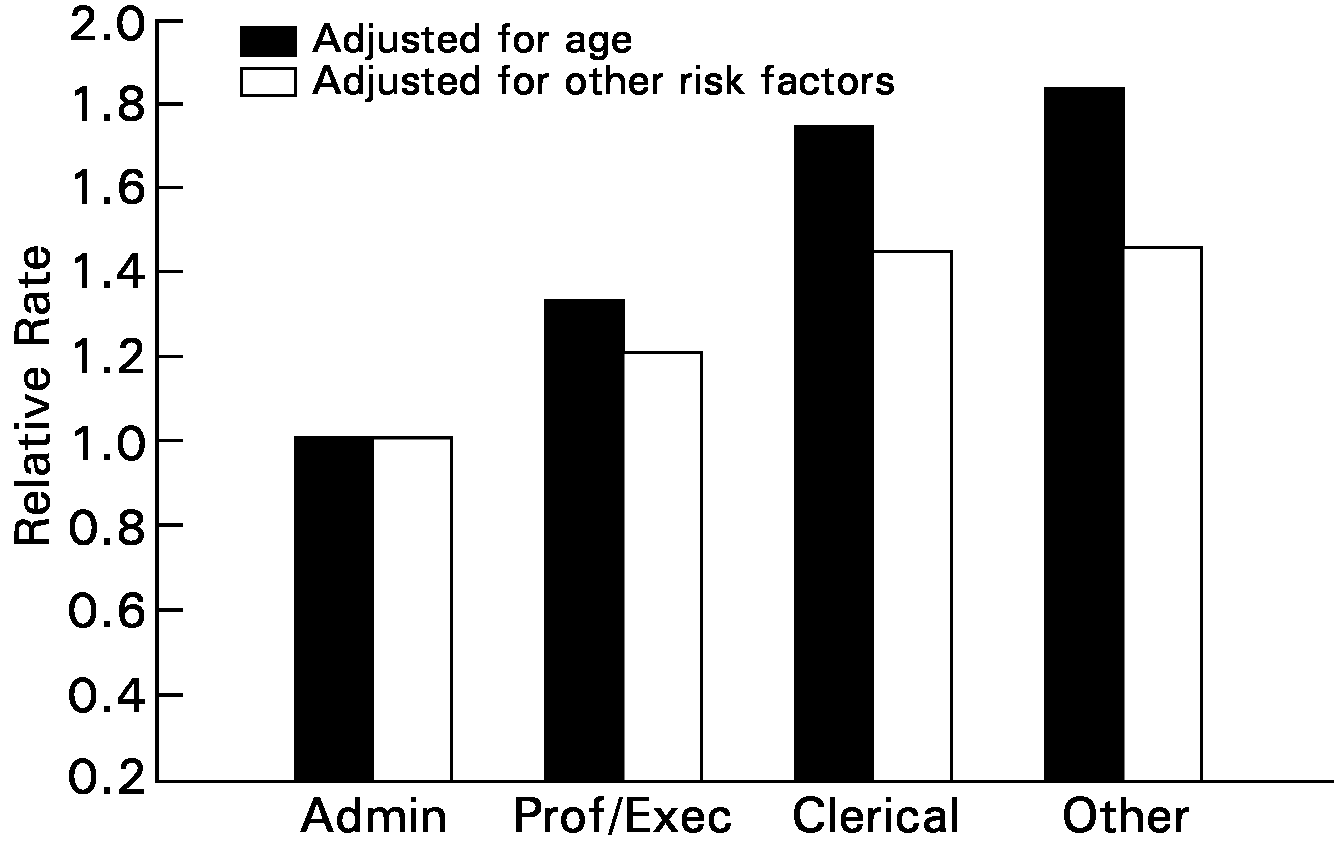 Relative Rate
2.0
1.8
1.6
1.4
1.2
1.0
0.8
0.6
0.4
0.2
Adjusted for age
Adjusted for other risk factors
Admin Prof/Exec Clerical Other